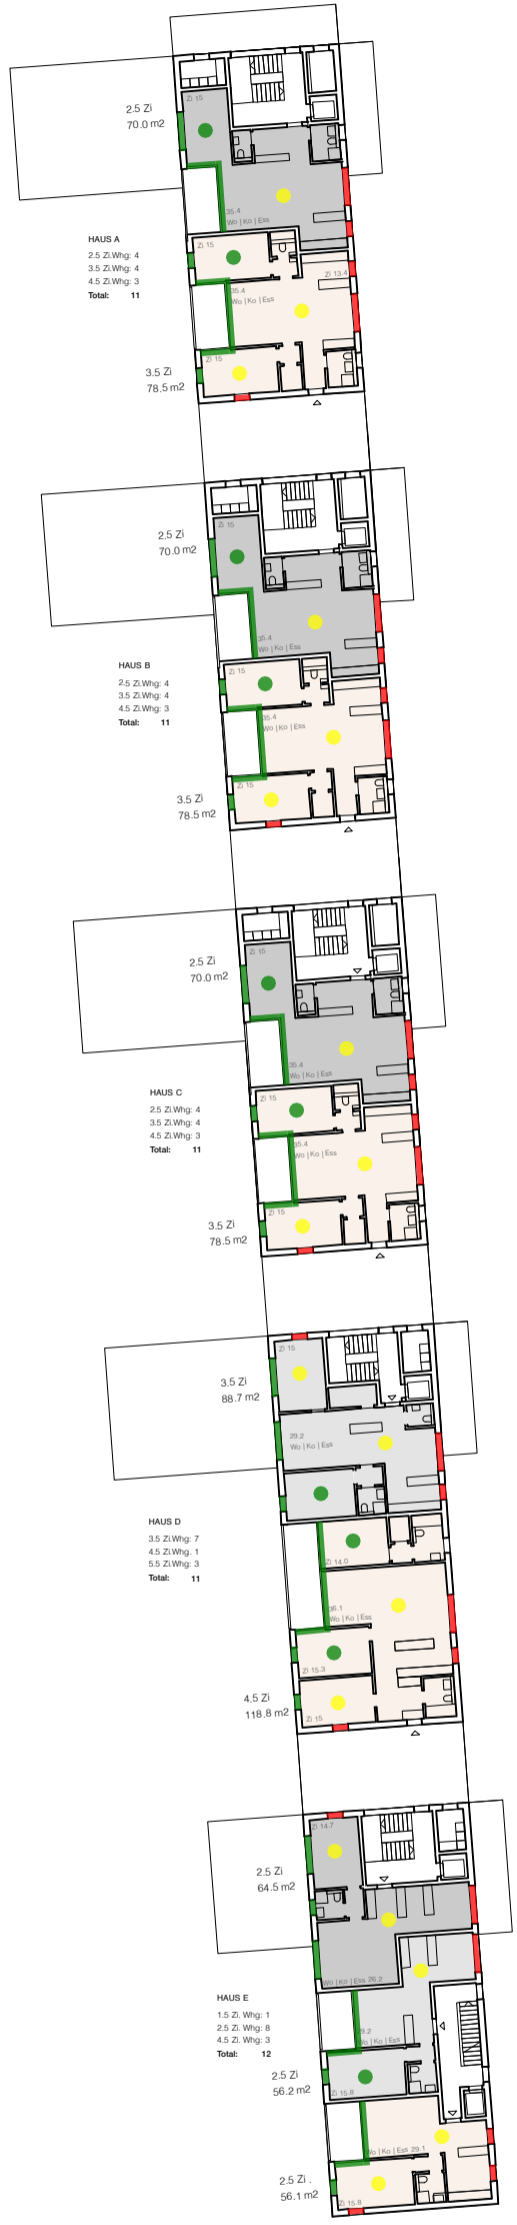 2.5 Zi
70.0 m2
Zi 15
35.4
Wo | Ko | Ess
HAUS A
2.5 Zi.Whg: 4
3.5 Zi.Whg: 4
4.5 Zi.Whg: 3
Total: 11
Zi 15
Zi 13.4
35.4
Wo | Ko | Ess
Zi 15
3.5 Zi
78.5 m2
2.5 Zi
70.0 m2
Zi 15
35.4
Wo | Ko | Ess
HAUS B
2.5 Zi.Whg: 4
3.5 Zi.Whg: 4
4.5 Zi.Whg: 3
Total: 11
Zi 15
35.4
Wo | Ko | Ess
Zi 15
3.5 Zi
78.5 m2
2.5 Zi
70.0 m2
Zi 15
35.4
Wo | Ko | Ess
HAUS C
2.5 Zi.Whg: 4
3.5 Zi.Whg: 4
4.5 Zi.Whg: 3
Total: 11
Zi 15
35.4
Wo | Ko | Ess
Zi 15
3.5 Zi
78.5 m2
3.5 Zi
88.7 m2
Zi 15
29.2
Wo | Ko | Ess
HAUS D
3.5 Zi.Whg: 7
4.5 Zi.Whg. 1
5.5 Zi.Whg: 3
Total: 11
Zi 14.0
36.1
Wo | Ko | Ess
Zi 15.3
Zi 15
4.5 Zi
118.8 m2
Zi 14.7
2.5 Zi
64.5 m2
Wo | Ko | Ess 26.2
HAUS E
1.5 Zi. Whg: 1
2.5 Zi. Whg: 8
4.5 Zi. Whg: 3
Total: 12
29.2
Wo | Ko | Ess
2.5 Zi
56.2 m2
Zi 15.8
Wo | Ko | Ess 29.1
2.5 Zi .
56.1 m2
Zi 15.8